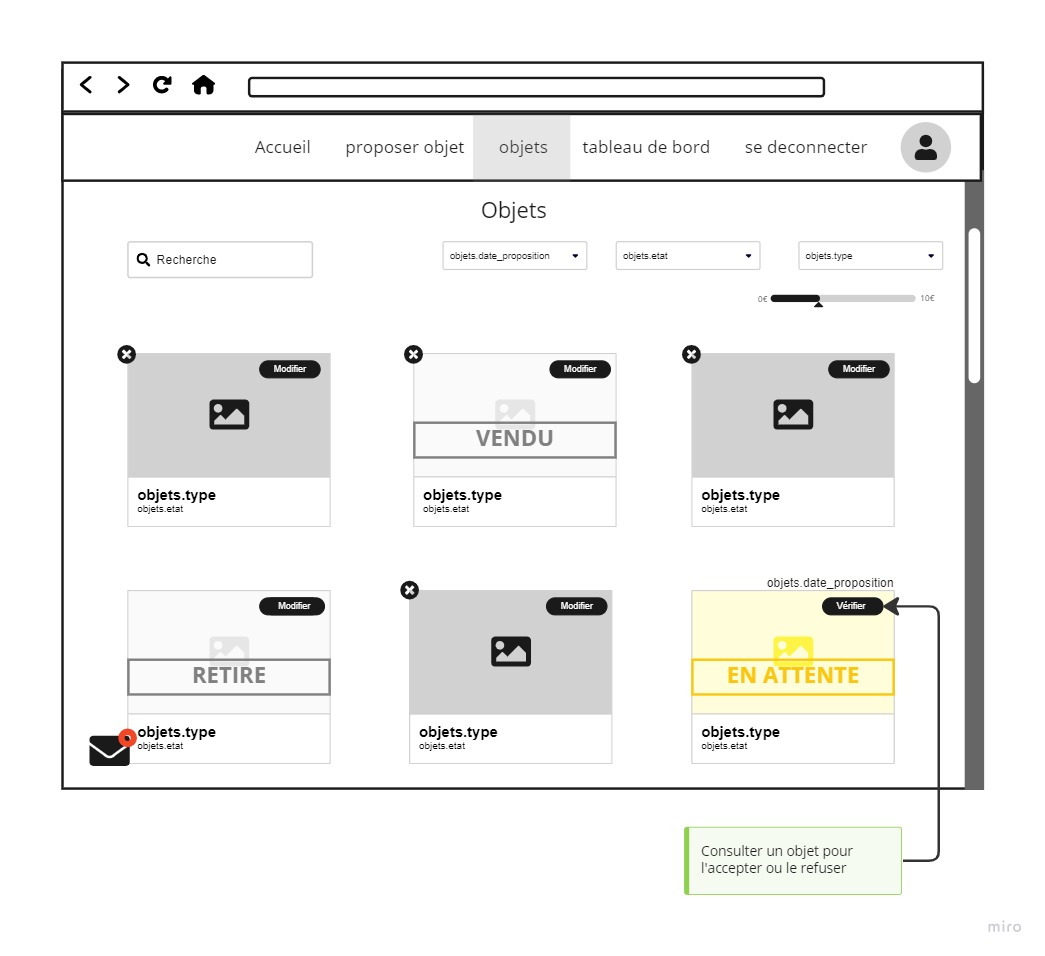 Accueil proposer objet objets tableau de bord se deconnecter
Objets
Recherche
objets.date_proposition objets.etat objets.type
0€ 10€
Modifier Modifier Modifier
VENDU
objets.type objets.type objets.type
objets.etat objets.etat objets.etat
objets.date_proposition
Modifier Modifier Vérifier
RETIRE EN ATTENTE
objets.type objets.type objets.type
objets.etat objets.etat objets.etat
Consulter un objet pour
l'accepter ou le refuser
miro